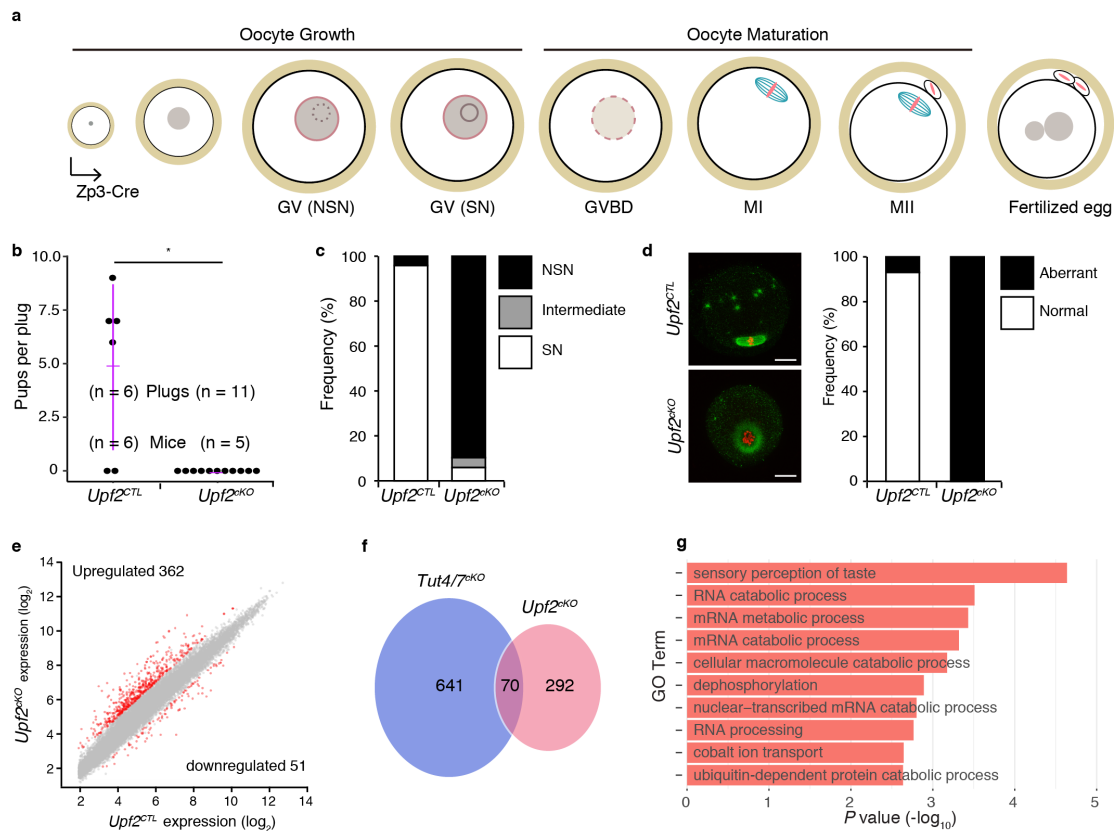 a
Oocyte Growth
Oocyte Maturation
Zp3-Cre
GV (NSN)
GV (SN)
GVBD
MI
MII
Fertilized egg
b
Pups per plug
10.0
7.5
5.0
2.5
0
*
(n = 6) Plugs (n = 11)
(n = 6) Mice (n = 5)
Upf2CTL
Upf2cKO
c
Frequency (%)
100
80
60
40
20
0
NSN
Intermediate
SN
Upf2CTL
Upf2cKO
d
Upf2CTL
Upf2cKO
Frequency (%)
100
80
60
40
20
0
Aberrant
Normal
Upf2CTL
Upf2cKO
e
Upf2cKO expression (log2)
14
12
10
8
6
4
2
Upregulated 362
downregulated 51
2 4 6 8 10 12 14
Upf2CTL expression (log2)
f
Tut4/7cKO
Upf2cKO
641
70
292
g
GO Term
sensory perception of taste
RNA catabolic process
mRNA metabolic process
mRNA catabolic process
cellular macromolecule catabolic process
dephosphorylation
nuclear–transcribed mRNA catabolic process
RNA processing
cobalt ion transport
ubiquitin-dependent protein catabolic process
0 1 2 3 4 5
P value (-log10)